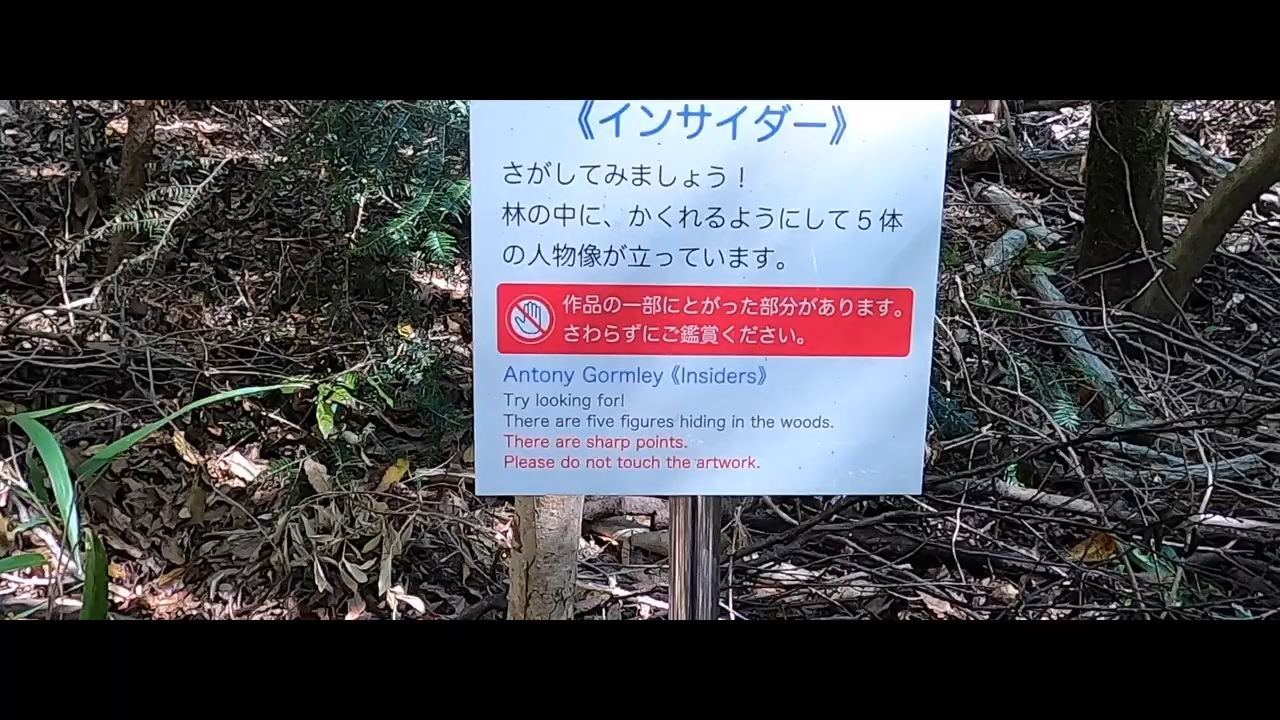 《インサイダー》
さがしてみましょう！
林の中に、かくれるようにして５体
の人物像が立っています。
作品の一部にとがった部分があります。
さわらずにご鑑賞ください。
Antony Gormley《Insiders》
Try looking for!
There are five figures hiding in the woods.
There are sharp points.
Please do not touch the artwork.